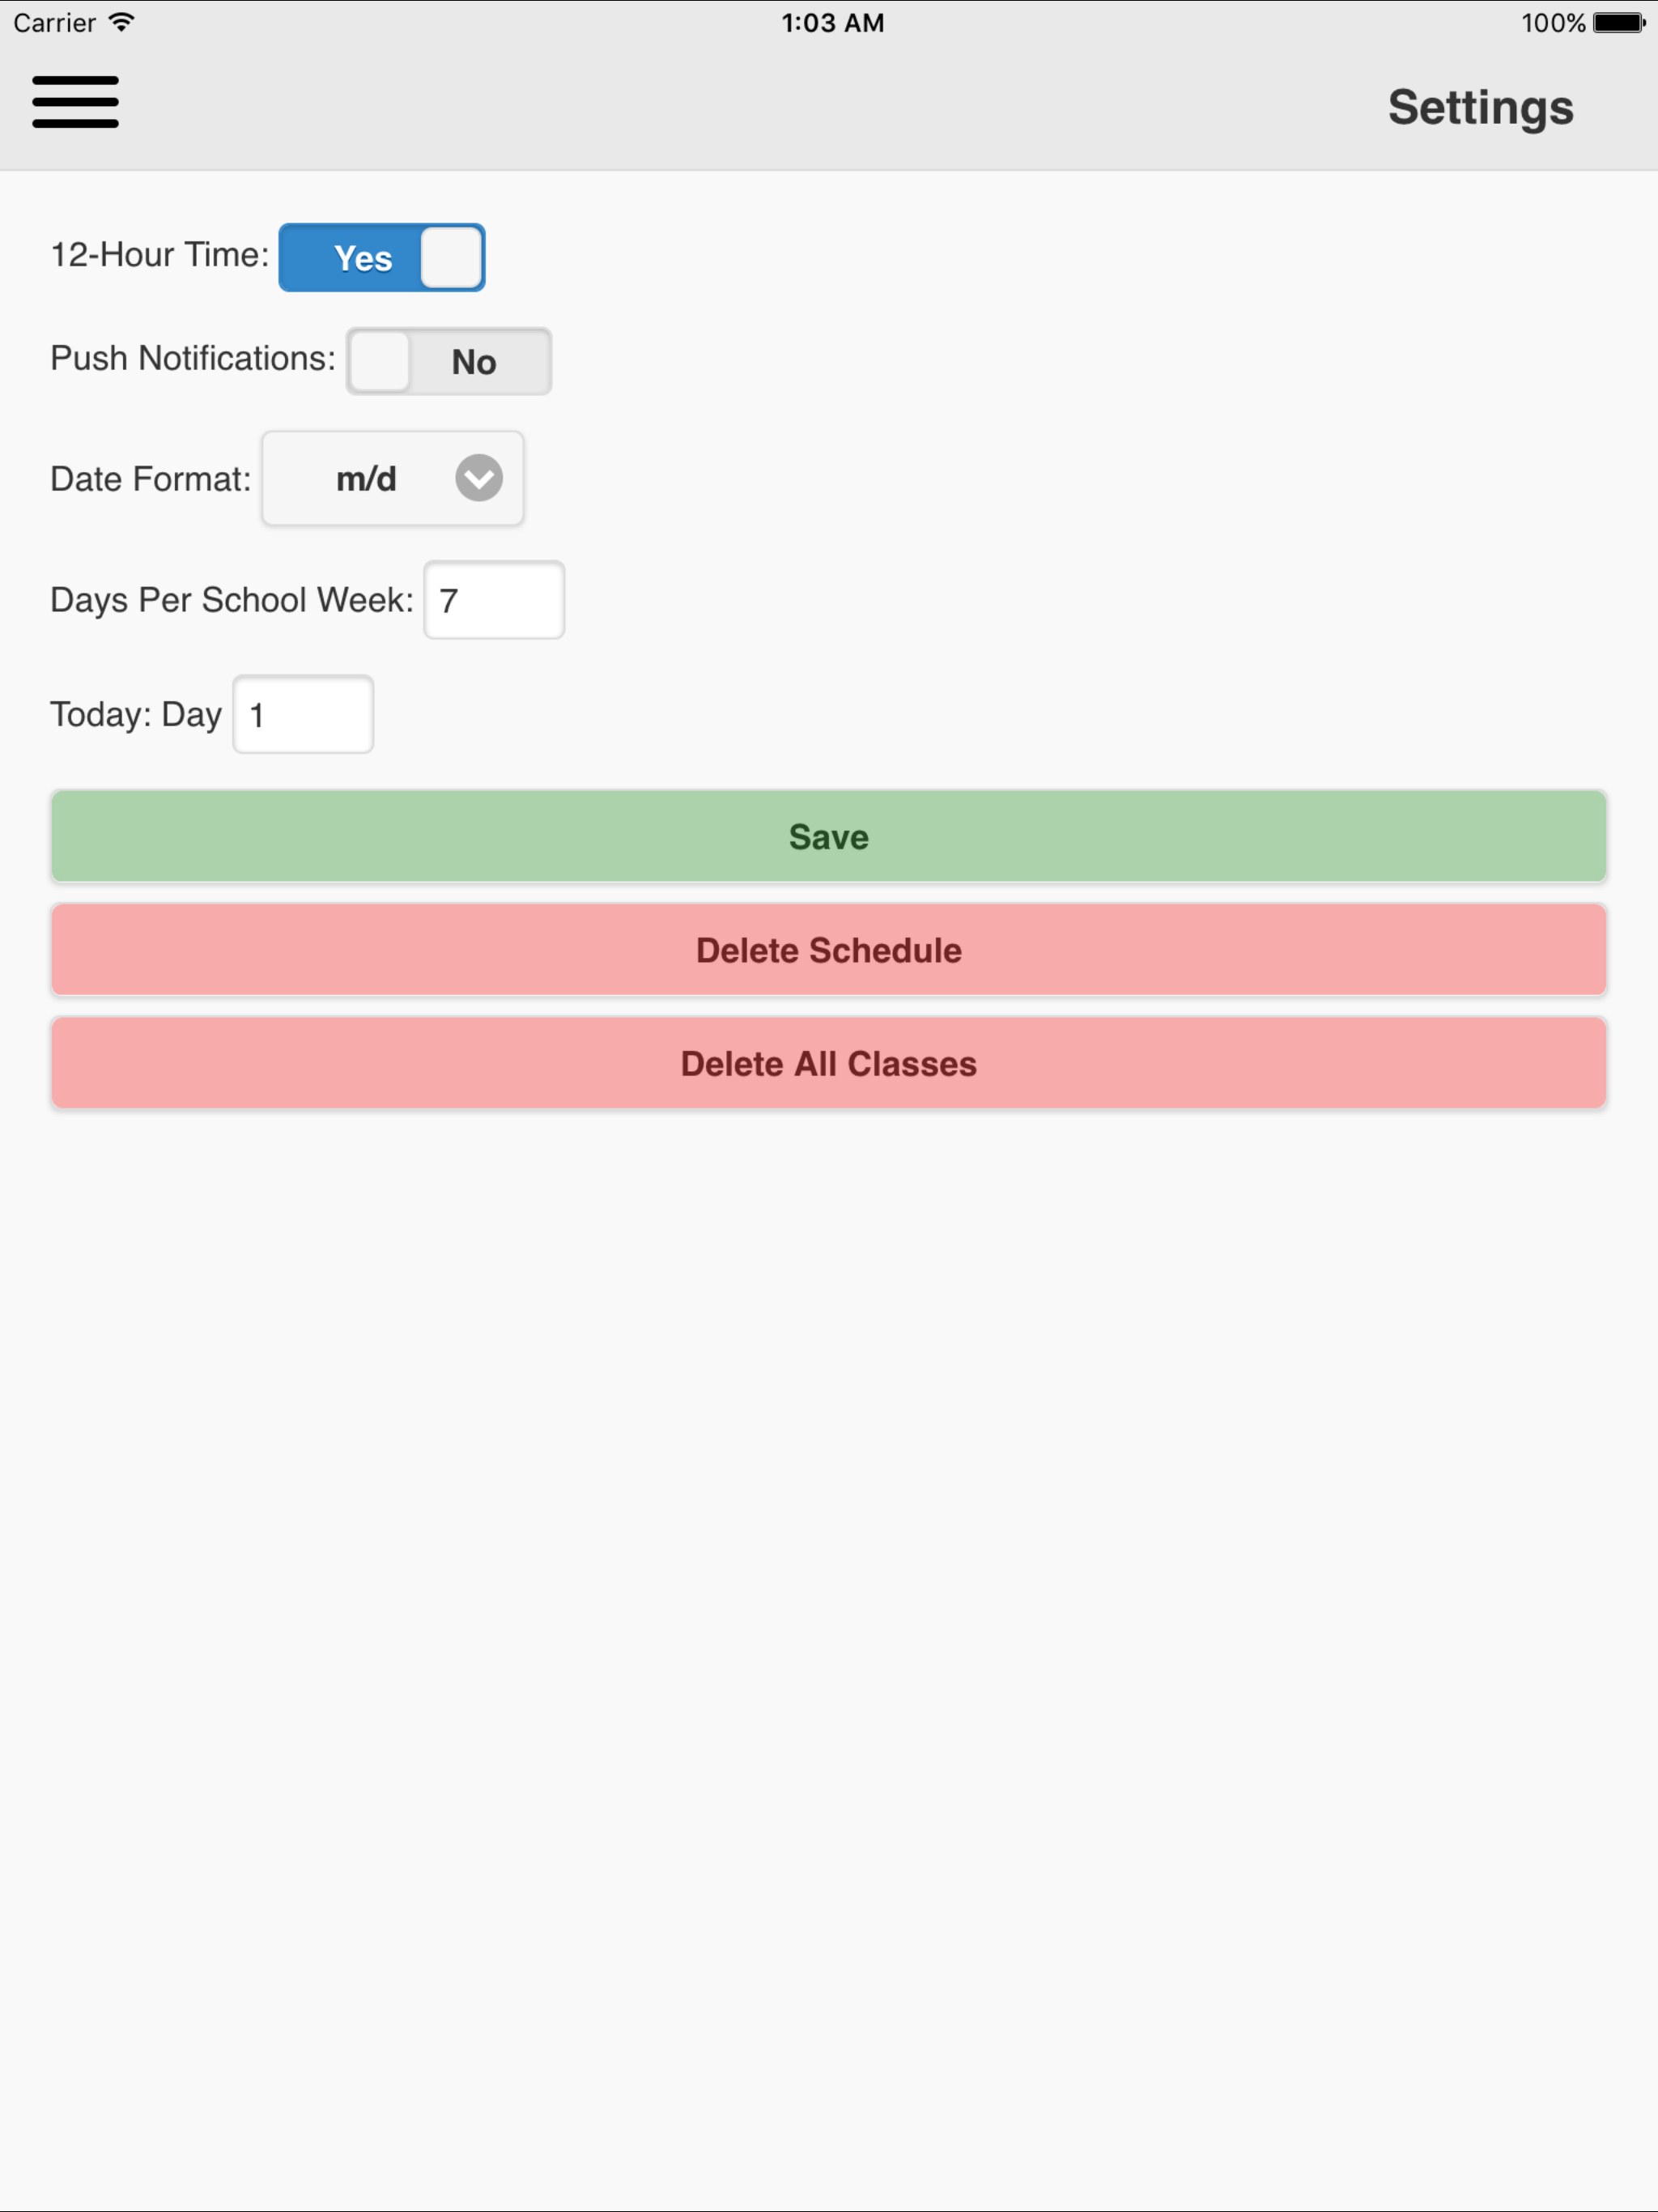 Carrier 1:03 AM 100%
Settings
12-Hour Time: Yes
Push Notifications: No
Date Format: m/d
Days Per School Week: 7
Today: Day 1
Save
Delete Schedule
Delete All Classes